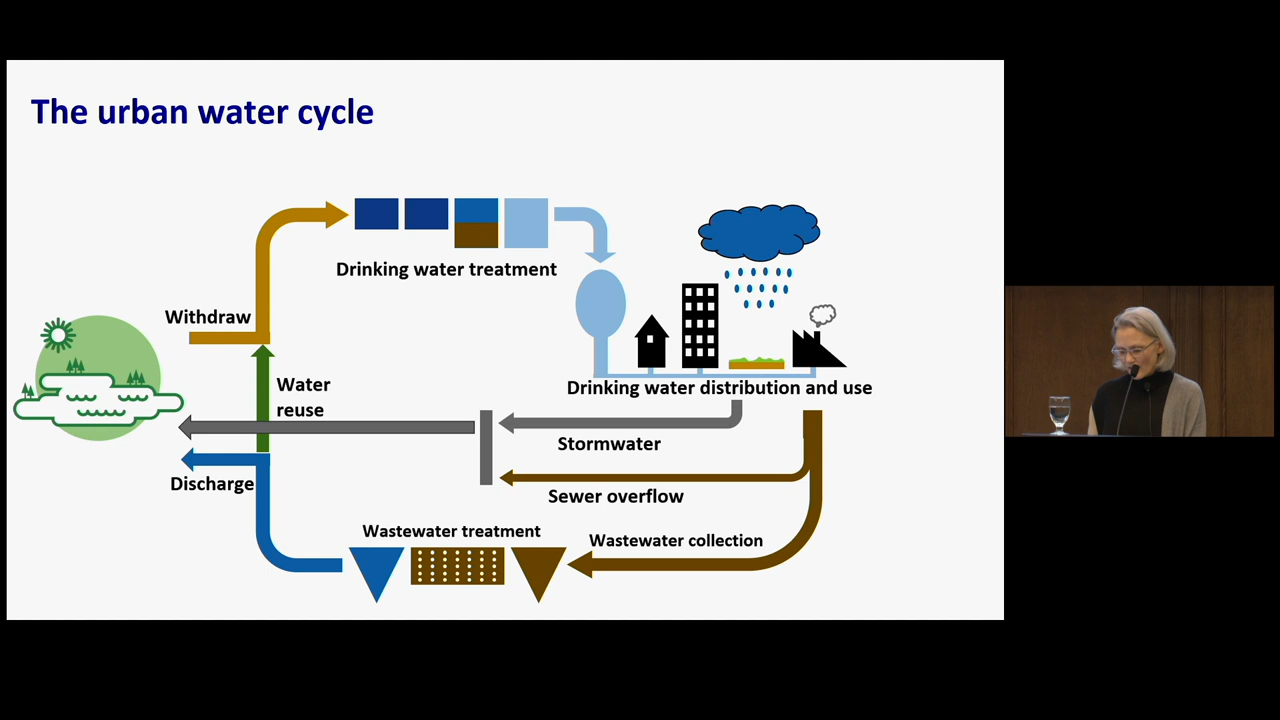 The urban water cycle
Drinking water treatment
Withdraw
Water
reuse
Drinking water distribution and use
Stormwater
Discharge
Sewer overflow
Wastewater treatment
Wastewater collection